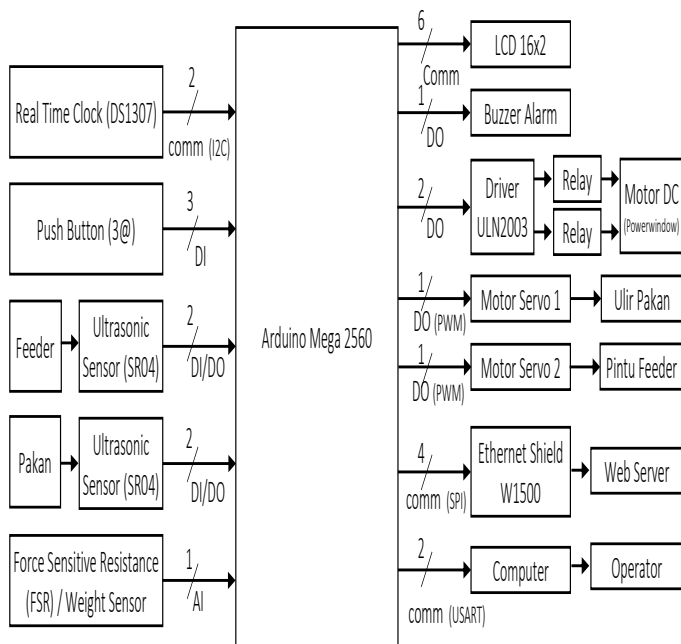 Real Time Clock (DS1307)
2
comm (I2C)
Push Button (3@)
3
DI
Feeder
Ultrasonic
Sensor (SR04)
2
DI/DO
Pakan
Ultrasonic
Sensor (SR04)
2
DI/DO
Force Sensitive Resistance
(FSR) / Weight Sensor
1
AI
Arduino Mega 2560
6
Comm
LCD 16x2
1
DO
Buzzer Alarm
2
DO
Driver
ULN2003
Relay
Relay
Motor DC
(Powerwindow)
1
DO (PWM)
Motor Servo 1
Ulir Pakan
1
DO (PWM)
Motor Servo 2
Pintu Feeder
4
comm (SPI)
Ethernet Shield
W1500
Web Server
2
comm (USART)
Computer
Operator